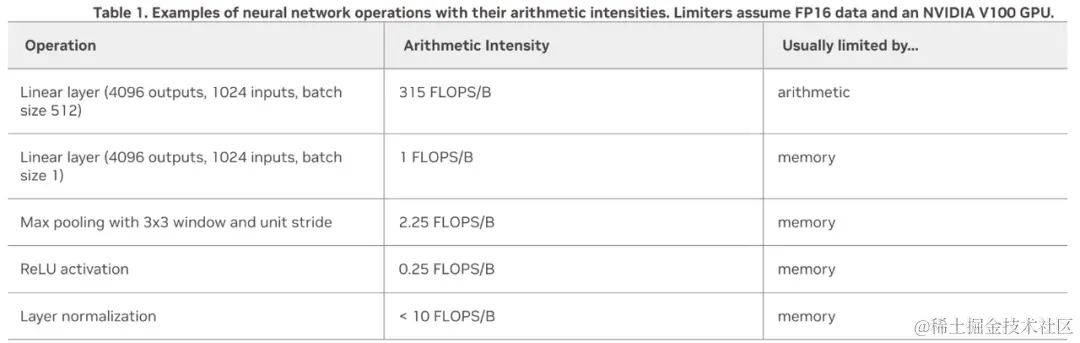 Table 1. Examples of neural network operations with their arithmetic intensities. Limiters assume FP16 data and an NVIDIA V100 GPU.
Operation Arithmetic Intensity Usually limited by...
Linear layer (4096 outputs, 1024 inputs, batch
size 512) 315 FLOPS/B arithmetic
Linear layer (4096 outputs, 1024 inputs, batch
size 1) 1 FLOPS/B memory
Max pooling with 3x3 window and unit stride 2.25 FLOPS/B memory
ReLU activation 0.25 FLOPS/B memory
Layer normalization < 10 FLOPS/B memory
@稀土掘金技术社区